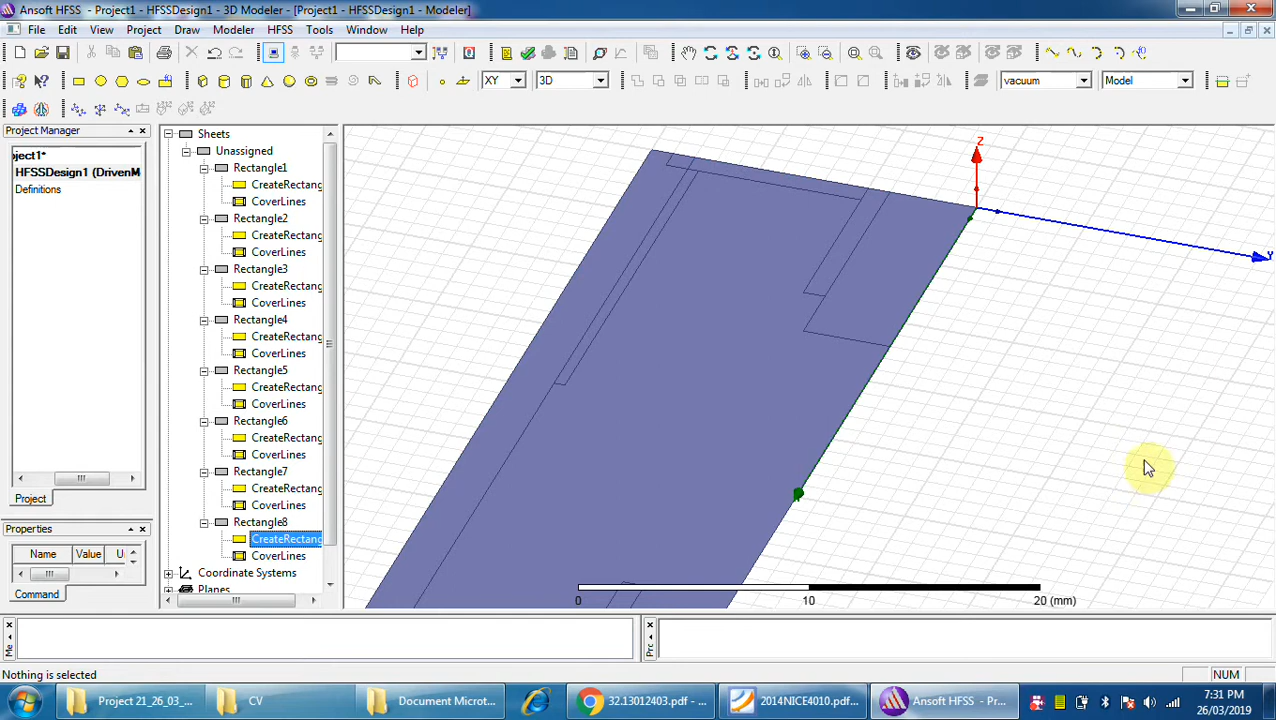 Ansoft HFSS - Project1 - HFSSDesign1 - 3D Modeler - [Project1 - HFSSDesign1 - Modeler]
File Edit View Project Draw Modeler HFSS Tools Window Help
XY 3D vacuum Model
Project Manager
ject1*
HFSSDesign1 (DrivenM
Definitions
Project
Properties
Name Value U
Command
Sheets
Unassigned
Rectangle1
CreateRectang
CoverLines
Rectangle2
CreateRectang
CoverLines
Rectangle3
CreateRectang
CoverLines
Rectangle4
CreateRectang
CoverLines
Rectangle5
CreateRectang
CoverLines
Rectangle6
CreateRectang
CoverLines
Rectangle7
CreateRectang
CoverLines
Rectangle8
CreateRectang
CoverLines
Coordinate Systems
Planes
Z
Y
0 10 20 (mm)
Me
Prc
Nothing is selected
NUM
Project 21_26_03_...
CV
Document Microt...
32.13012403.pdf - ...
2014NICE4010.pdf...
Ansoft HFSS - Pr...
7:31 PM
26/03/2019